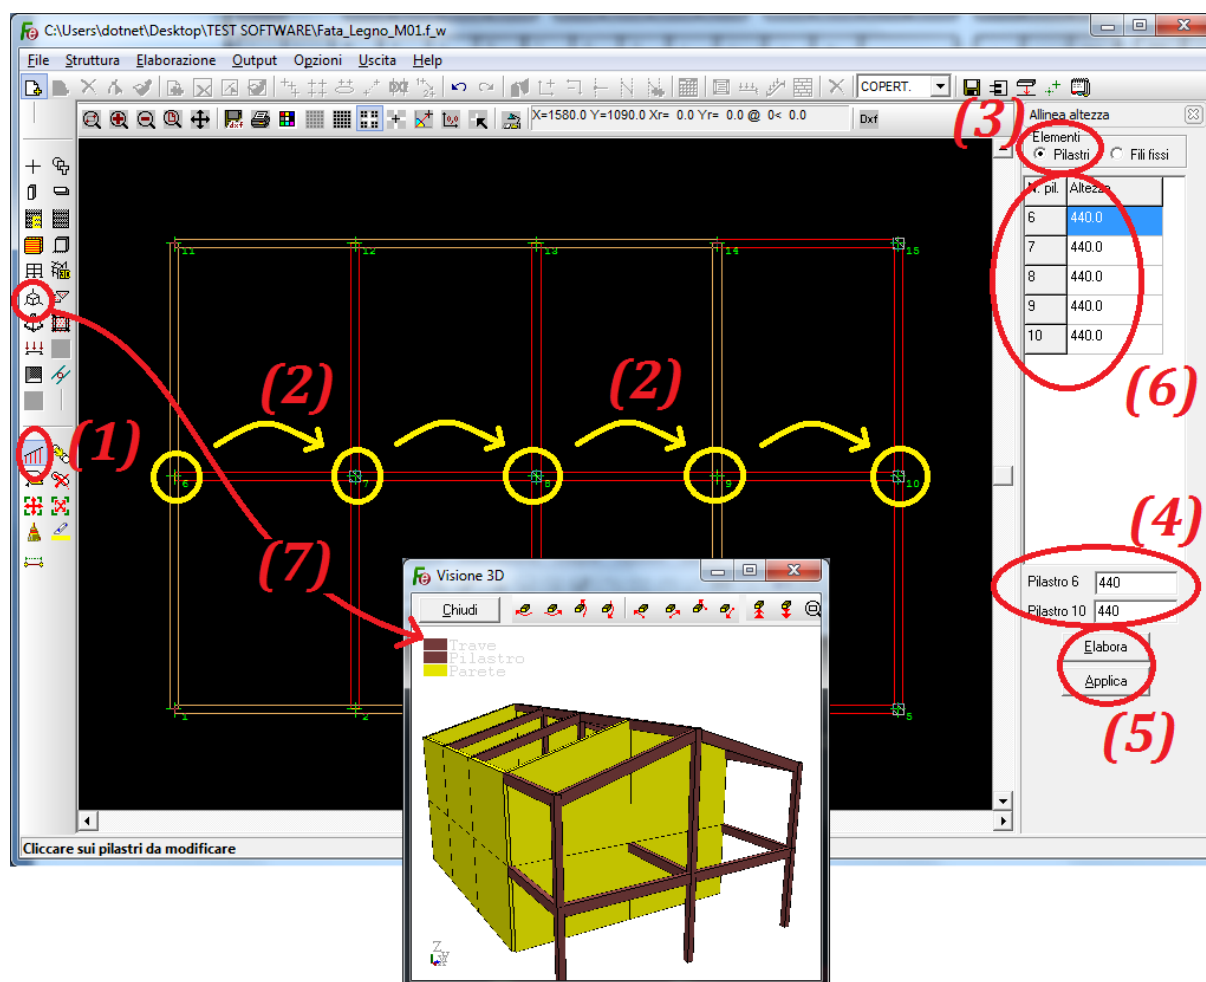 C:\Users\dotnet\Desktop\TEST SOFTWARE\Fata_Legno_M01.f_w
File Struttura Elaborazione Output Opzioni Uscita Help
COPERT.
X=1580.0 Y=1090.0 Xr= 0.0 Yr= 0.0 @ 0< 0.0
Dxf
(3)
Allinea altezza
Elementi
Pilastri Fili fissi
N. pil. Altezze
6 440.0
7 440.0
8 440.0
9 440.0
10 440.0
(6)
11 12 13 14 15
(2) (2)
(1)
6 7 8 9 10
(4)
(7)
Pilastro 6 440
Pilastro 10 440
Elabora
Applica
(5)
1 2 5
Visione 3D
Chiudi
Trave
Pilastro
Parete
Z
Cliccare sui pilastri da modificare